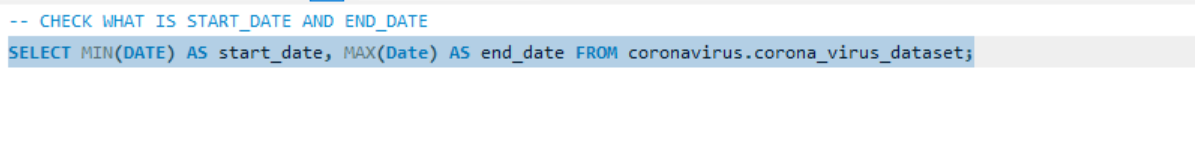 -- CHECK WHAT IS START_DATE AND END_DATE
SELECT MIN(DATE) AS start_date, MAX(Date) AS end_date FROM coronavirus.corona_virus_dataset;